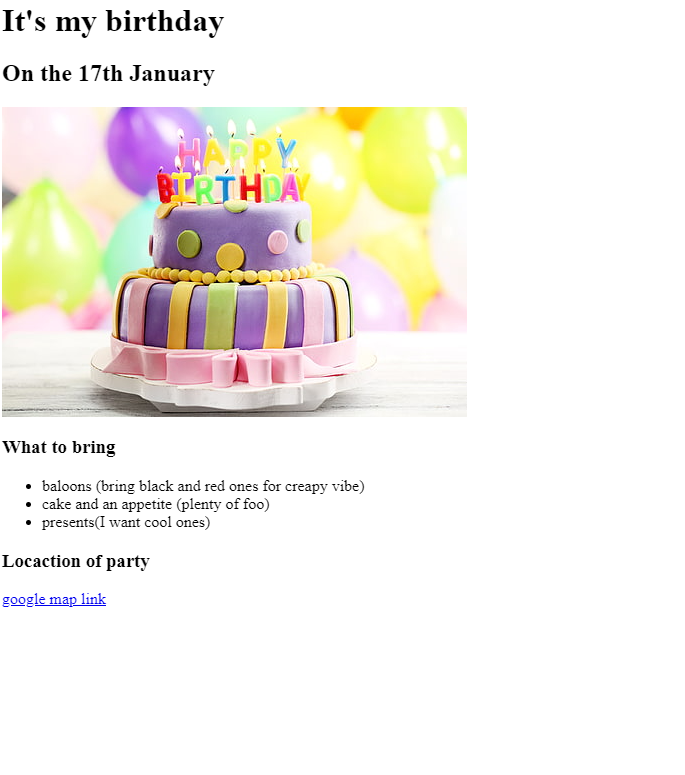 It's my birthday
On the 17th January
HAPPY
BIRTHDAY
What to bring
baloons (bring black and red ones for creapy vibe)
cake and an appetite (plenty of foo)
presents(I want cool ones)
Locaction of party
google map link